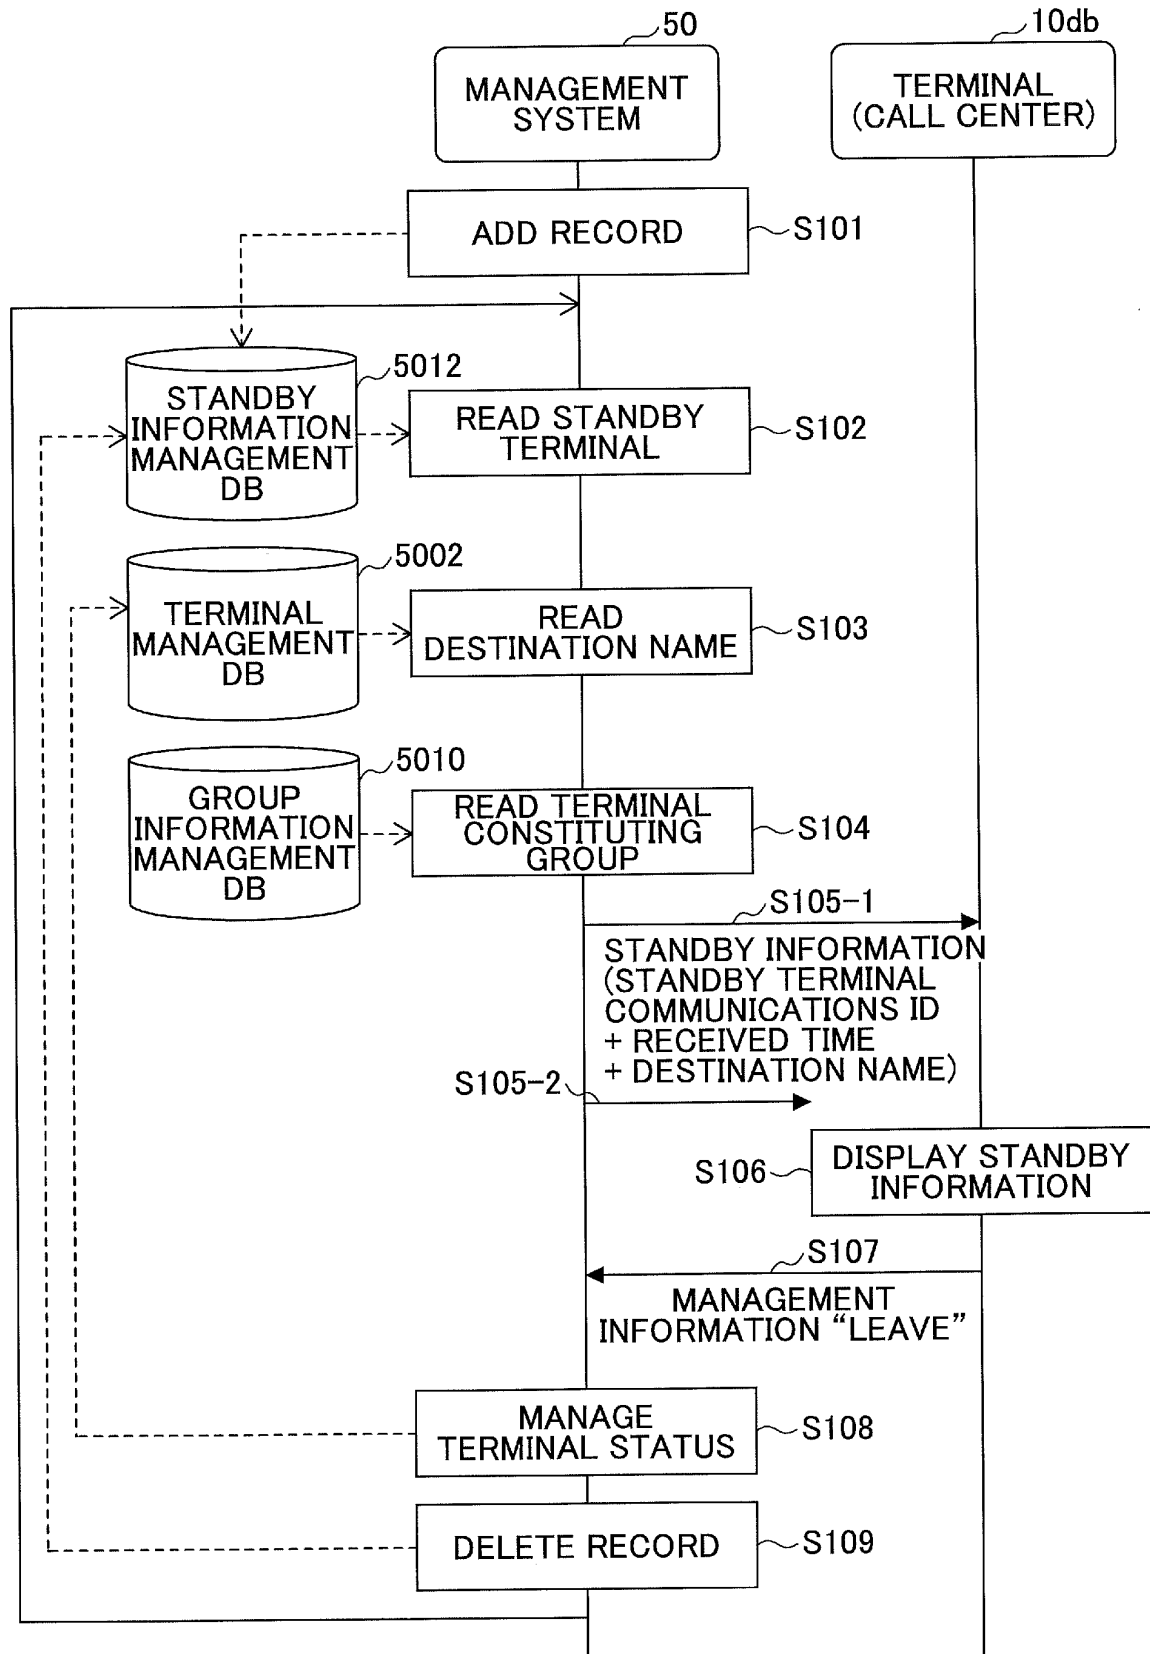 50
10db
MANAGEMENT
SYSTEM
TERMINAL
(CALL CENTER)
ADD RECORD
S101
5012
STANDBY
INFORMATION
MANAGEMENT
DB
READ STANDBY
TERMINAL
S102
5002
TERMINAL
MANAGEMENT
DB
READ
DESTINATION NAME
S103
5010
GROUP
INFORMATION
MANAGEMENT
DB
READ TERMINAL
CONSTITUTING
GROUP
S104
S105-1
STANDBY INFORMATION
(STANDBY TERMINAL
COMMUNICATIONS ID
+ RECEIVED TIME
+ DESTINATION NAME)
S105-2
DISPLAY STANDBY
INFORMATION
S106
S107
MANAGEMENT
INFORMATION “LEAVE”
MANAGE
TERMINAL STATUS
S108
DELETE RECORD
S109